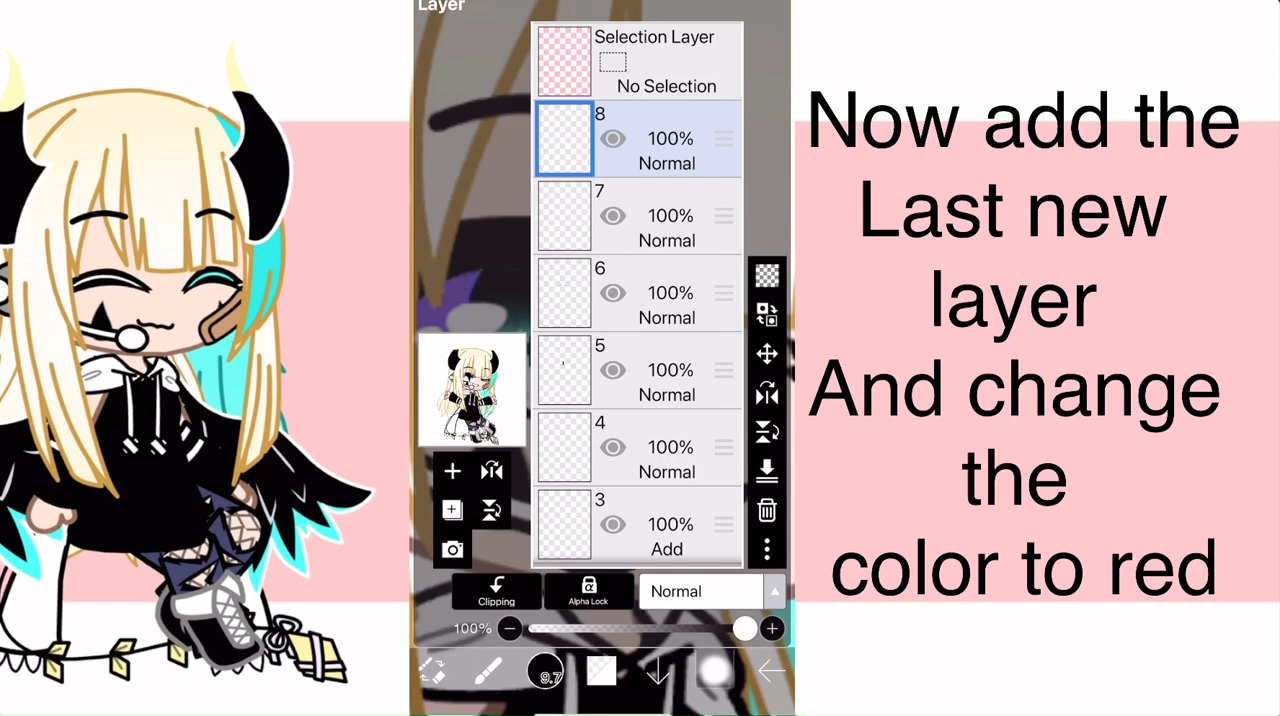 Layer
Selection Layer
No Selection
8
100%
Normal
7
100%
Normal
6
100%
Normal
5
100%
Normal
4
100%
Normal
3
100%
Add
Clipping
Alpha Lock
Normal
100%
9.7
Now add the
Last new
layer
And change
the
color to red